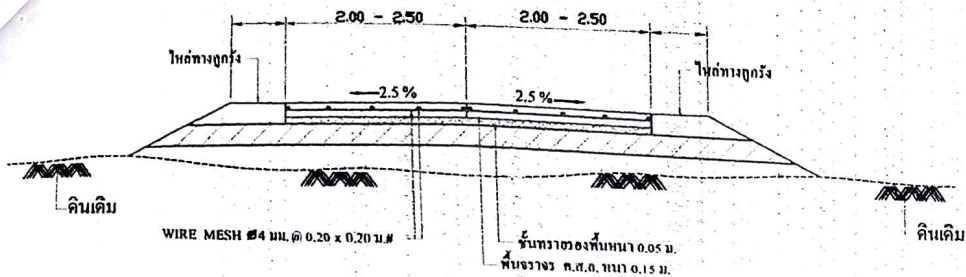 2.00 - 2.50 2.00 - 2.50
ไหล่ทางลูกรัง ไหล่ทางลูกรัง
2.5 % 2.5 %
ดินเดิม ดินเดิม
WIRE MESH Ø4 มม. @ 0.20 x 0.20 ม.#
ชั้นทรายรองพื้นหนา 0.05 ม.
พื้นจราจร ค.ส.ล. หนา 0.15 ม.